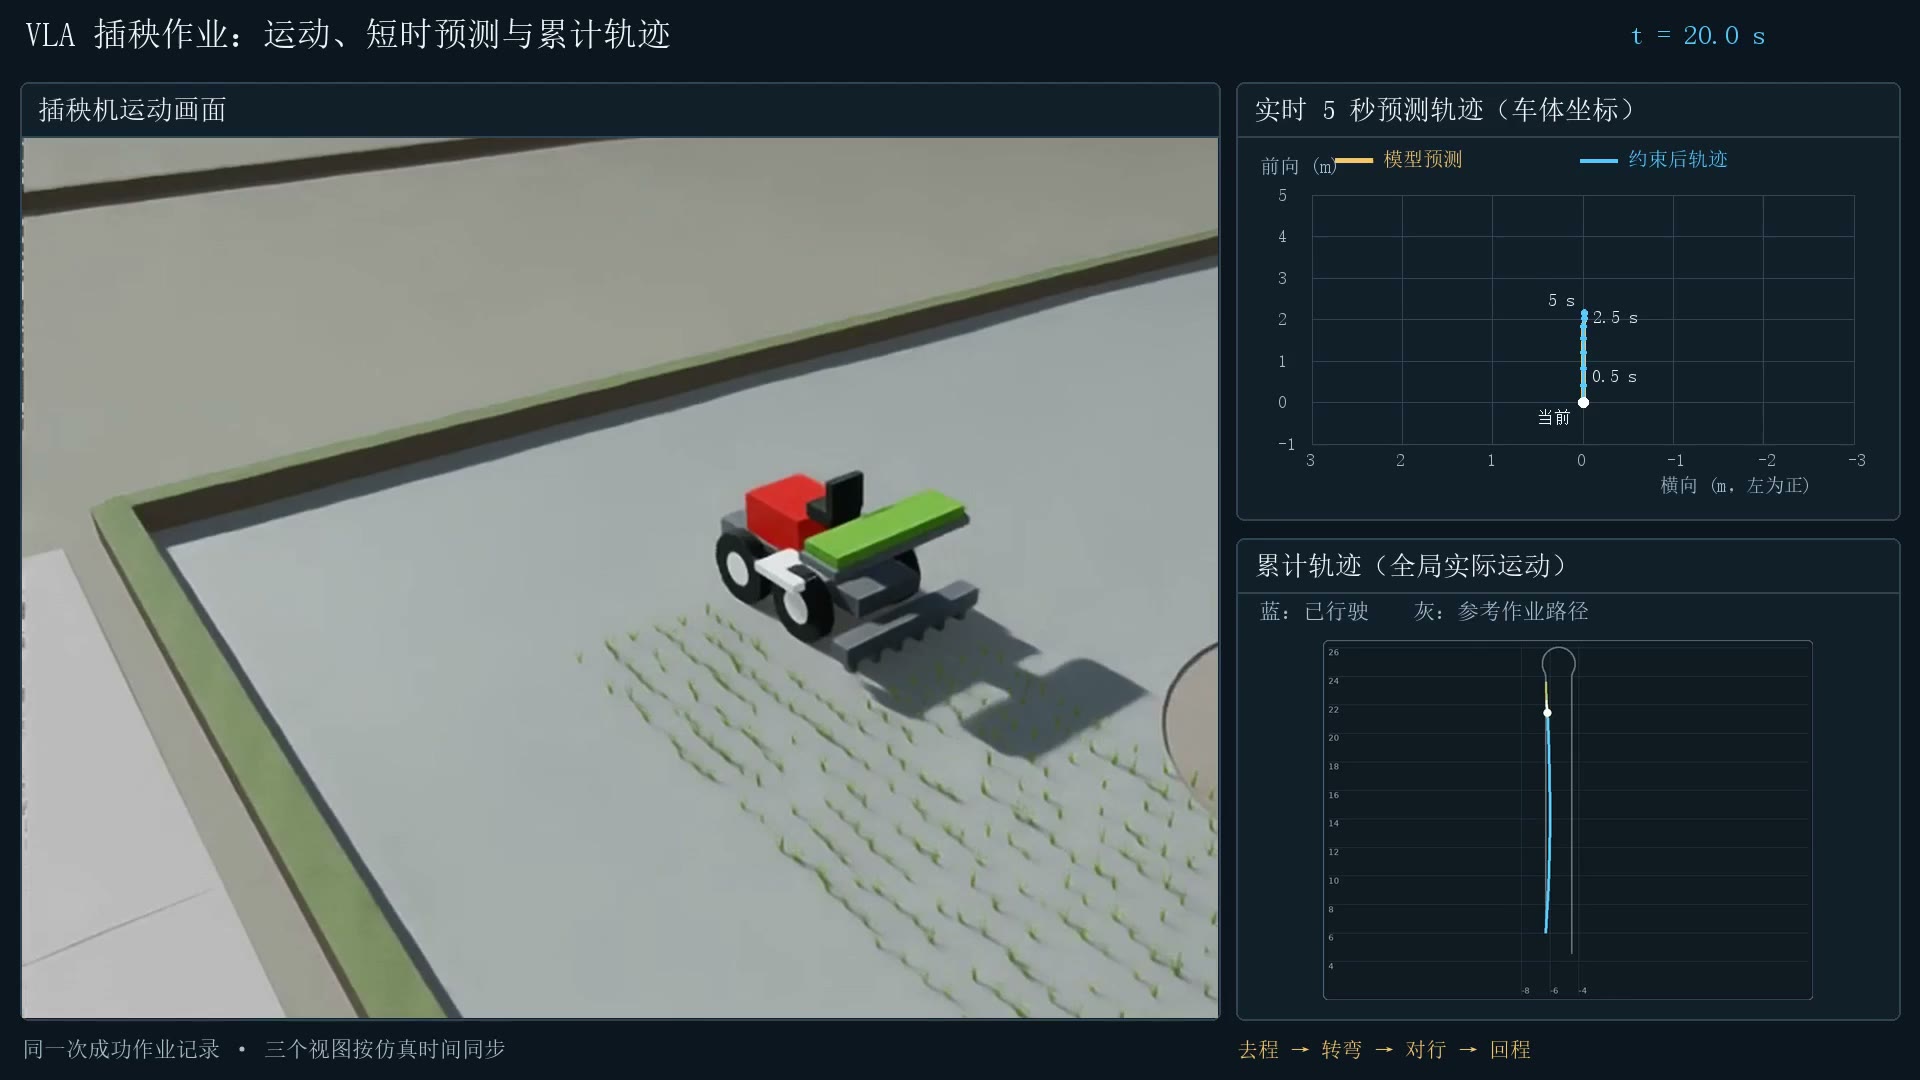 VLA 插秧作业: 运动、短时预测与累计轨迹
t = 20.0 s
插秧机运动画面
实时 5 秒预测轨迹（车体坐标）
前向 (m)
模型预测
约束后轨迹
5
4
3
2
1
0
-1
5 s
2.5 s
0.5 s
当前
3
2
1
0
-1
-2
-3
横向 (m，左为正)
累计轨迹（全局实际运动）
蓝: 已行驶 灰: 参考作业路径
26
24
22
20
18
16
14
12
10
8
6
4
-8
-6
-4
同一次成功作业记录 • 三个视图按仿真时间同步
去程 → 转弯 → 对行 → 回程